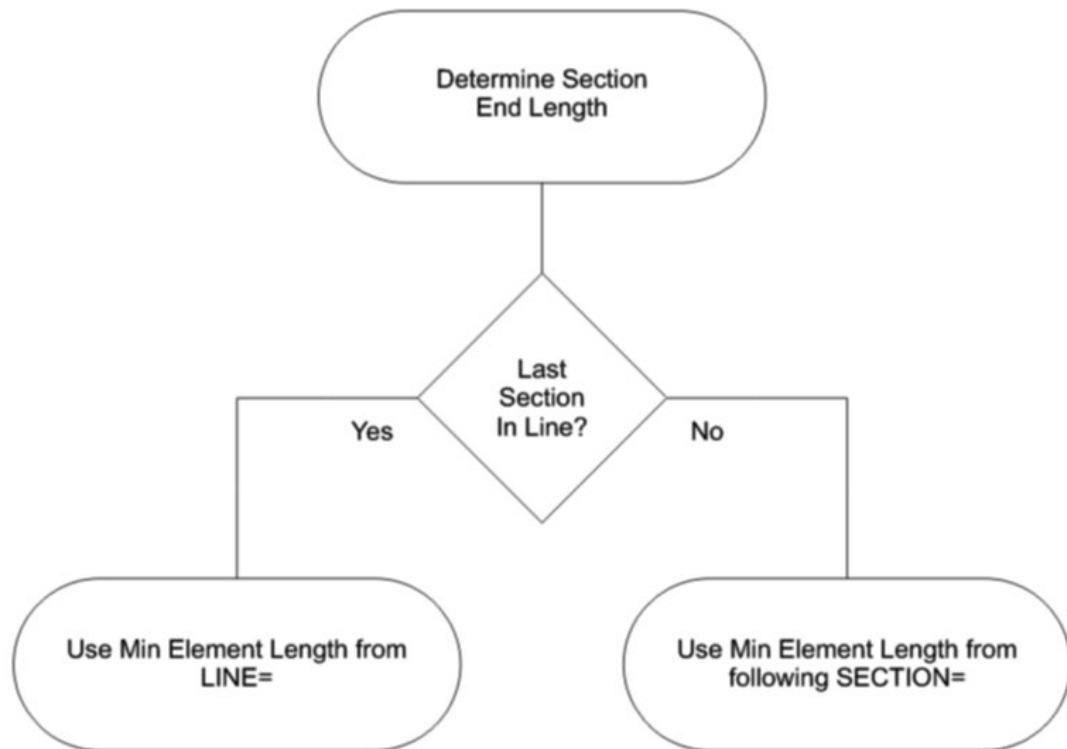 Determine Section
End Length
Last
Section
In Line?
Yes
No
Use Min Element Length from
LINE=
Use Min Element Length from
following SECTION=